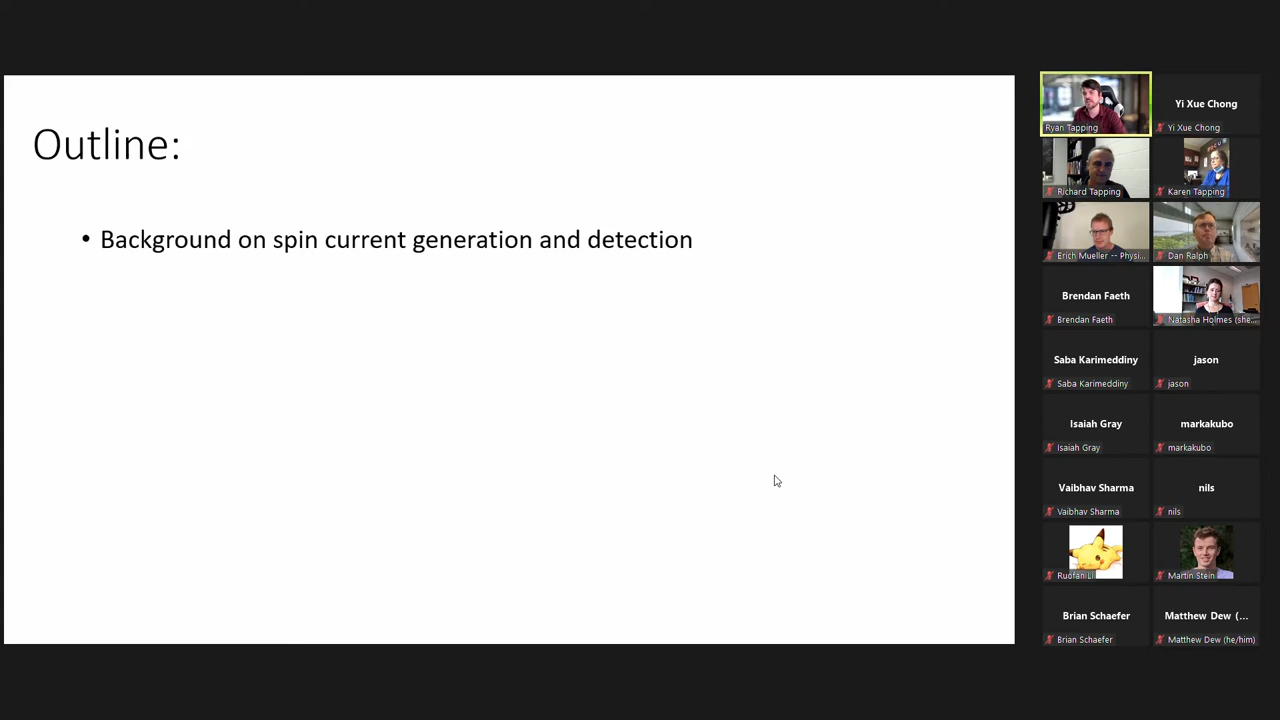 Outline:
• Background on spin current generation and detection
Ryan Tapping
Yi Xue Chong
Yi Xue Chong
Richard Tapping
Karen Tapping
Erich Mueller -- Physi...
Dan Ralph
Brendan Faeth
Brendan Faeth
Natasha Holmes (she...
Saba Karimeddiny
Saba Karimeddiny
jason
jason
Isaiah Gray
Isaiah Gray
markakubo
markakubo
Vaibhav Sharma
Vaibhav Sharma
nils
nils
Ruofan Li
Martin Stein
Brian Schaefer
Brian Schaefer
Matthew Dew (...
Matthew Dew (he/him)